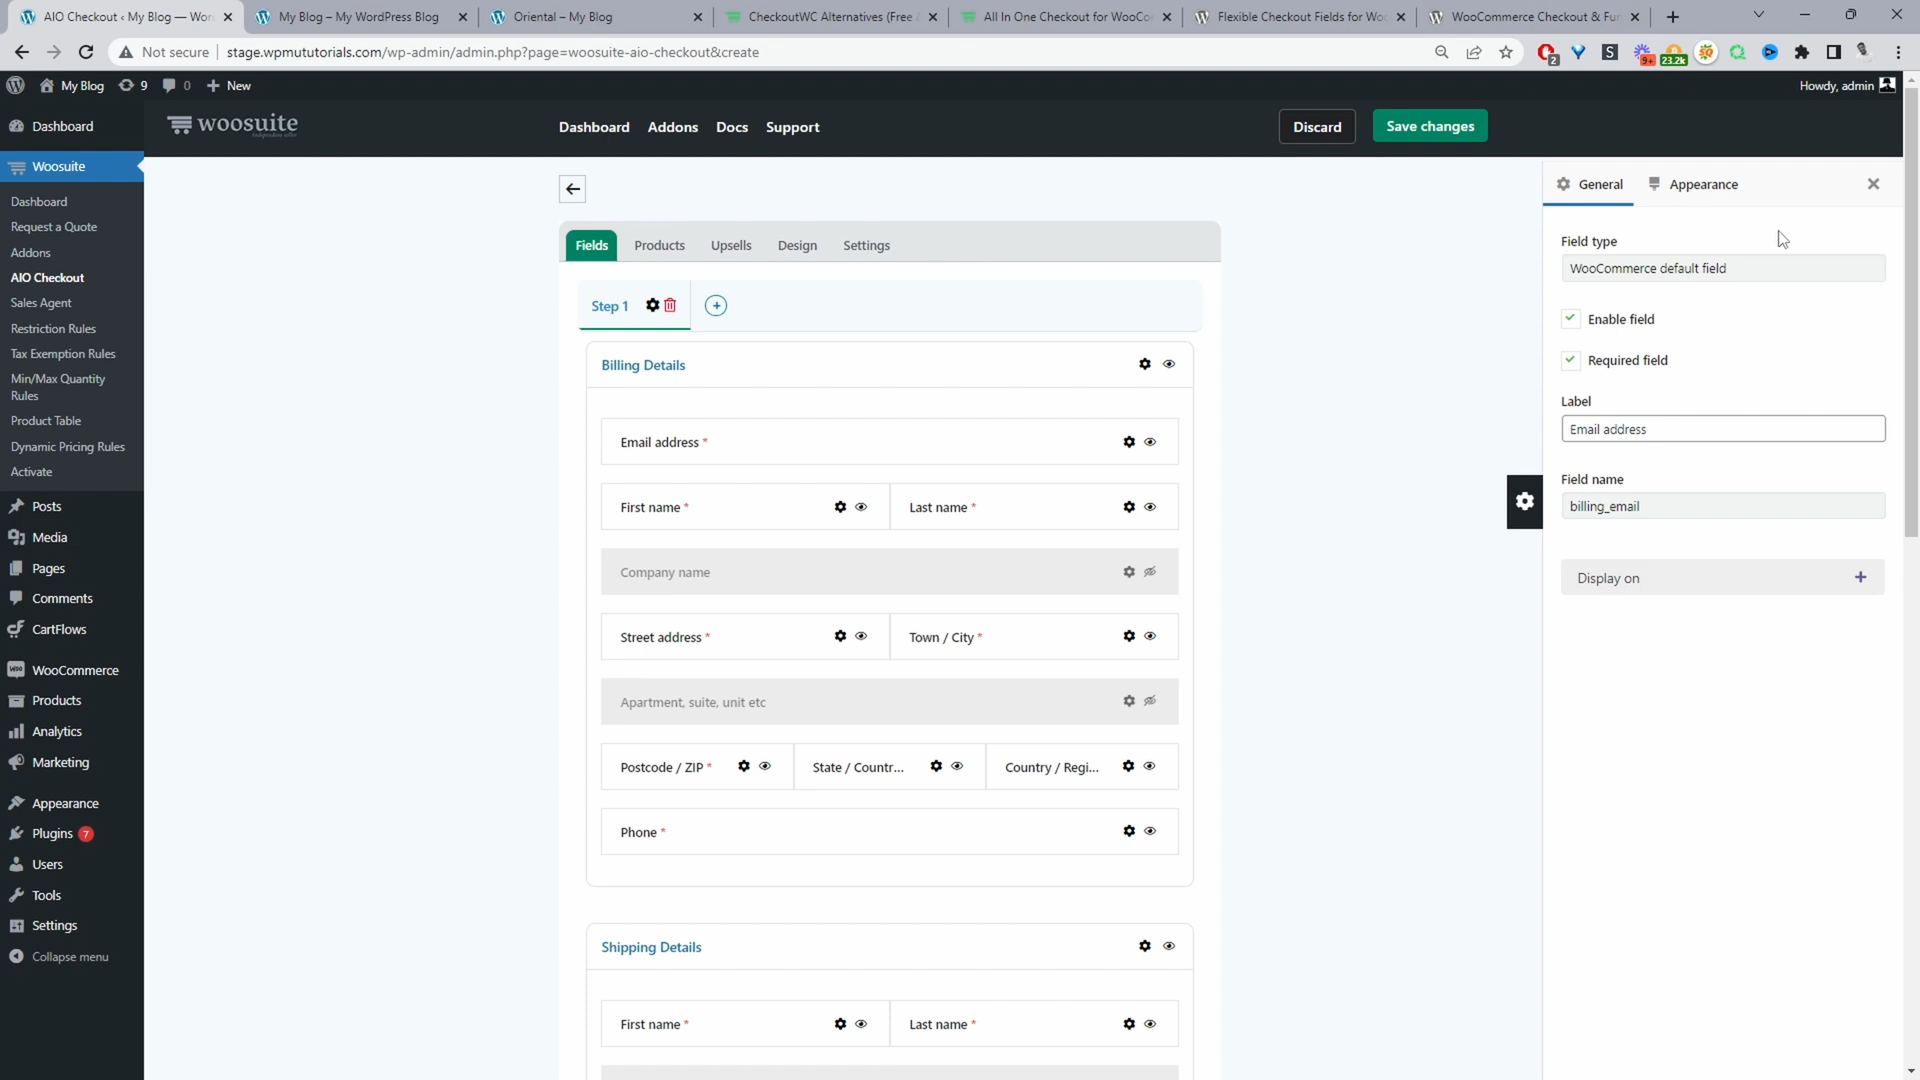 AIO Checkout ‹ My Blog — Wor
My Blog – My WordPress Blog
Oriental – My Blog
CheckoutWC Alternatives (Free &
All In One Checkout for WooCo
Flexible Checkout Fields for Woo
WooCommerce Checkout & Fun
Not secure
stage.wpmututorials.com/wp-admin/admin.php?page=woosuite-aio-checkout&create
2
S
9+
23.2k
My Blog
9
0
New
Howdy, admin
woosuite
Dashboard
Addons
Docs
Support
Discard
Save changes
Dashboard
Woosuite
Dashboard
Request a Quote
Addons
AIO Checkout
Sales Agent
Restriction Rules
Tax Exemption Rules
Min/Max Quantity
Rules
Product Table
Dynamic Pricing Rules
Activate
Posts
Media
Pages
Comments
CartFlows
WooCommerce
Products
Analytics
Marketing
Appearance
Plugins 7
Users
Tools
Settings
Collapse menu
Fields
Products
Upsells
Design
Settings
Step 1
Billing Details
Email address *
First name *
Last name *
Company name
Street address *
Town / City *
Apartment, suite, unit etc
Postcode / ZIP *
State / Countr...
Country / Regi...
Phone *
Shipping Details
First name *
Last name *
General
Appearance
Field type
WooCommerce default field
Enable field
Required field
Label
Email address
Field name
billing_email
Display on